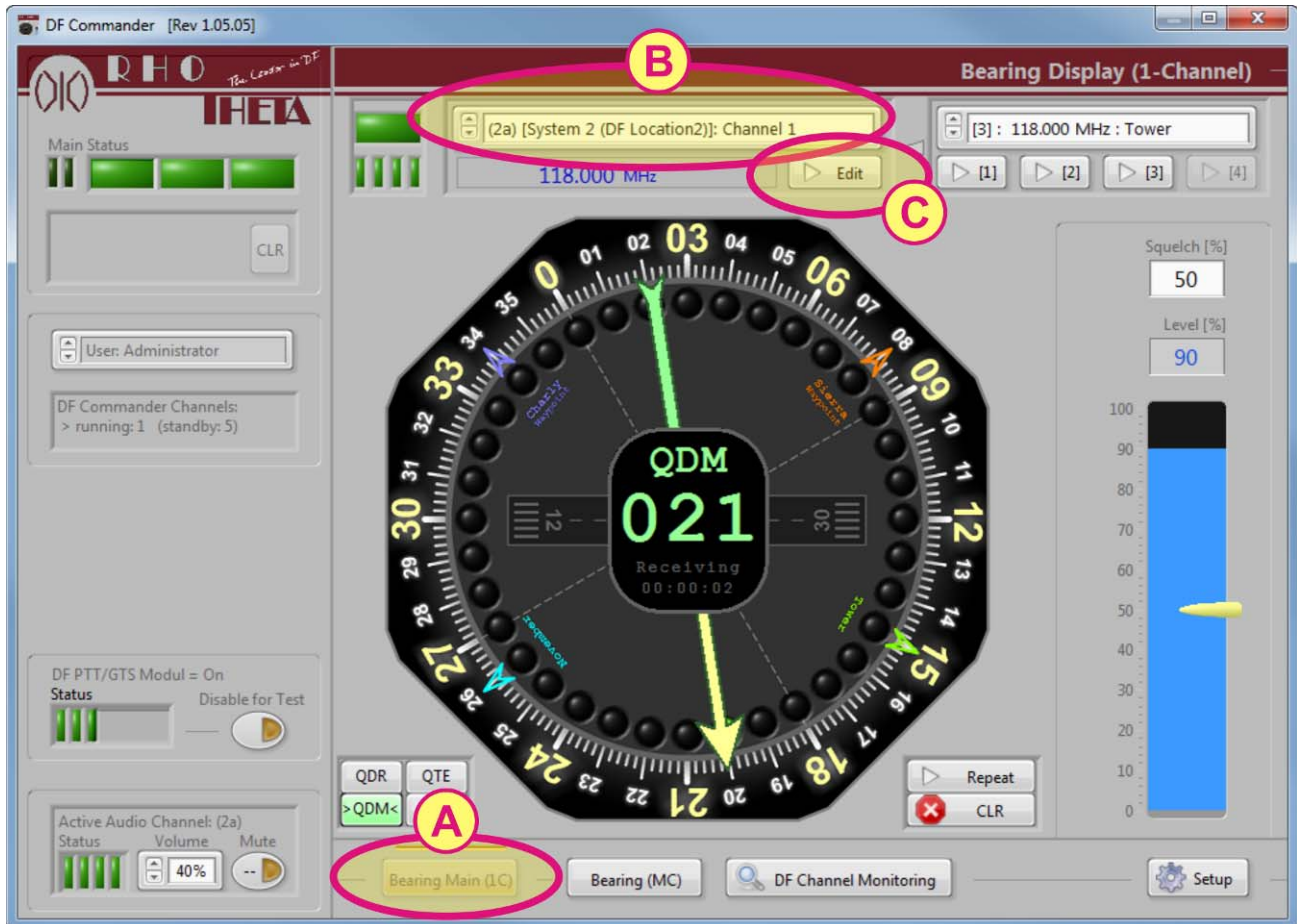 DF Commander [Rev 1.05.05]
RHO
The Leader in DF
THETA
Bearing Display (1-Channel)
B
Main Status
CLR
User: Administrator
DF Commander Channels:
> running: 1 (standby: 5)
DF PTT/GTS Modul = On
Status
Disable for Test
Active Audio Channel: (2a)
Status Volume Mute
40%
--
(2a) [System 2 (DF Location2)]: Channel 1
118.000 MHz
Edit
C
[3] : 118.000 MHz : Tower
[1] [2] [3] [4]
0 01 02 03 04 05 06 07 08 09 10 11 12 13 14 15 16 17 18 19 20 21 22 23 24 25 26 27 28 29 30 31 32 33 34 35
Charly
Waypoint
Sierra
Waypoint
QDM
021
Receiving
00:00:02
12
30
November
Tower
QDR QTE
>QDM<
A
Repeat
CLR
Squelch [%]
50
Level [%]
90
100
90
80
70
60
50
40
30
20
10
0
Bearing Main (1C)
Bearing (MC)
DF Channel Monitoring
Setup